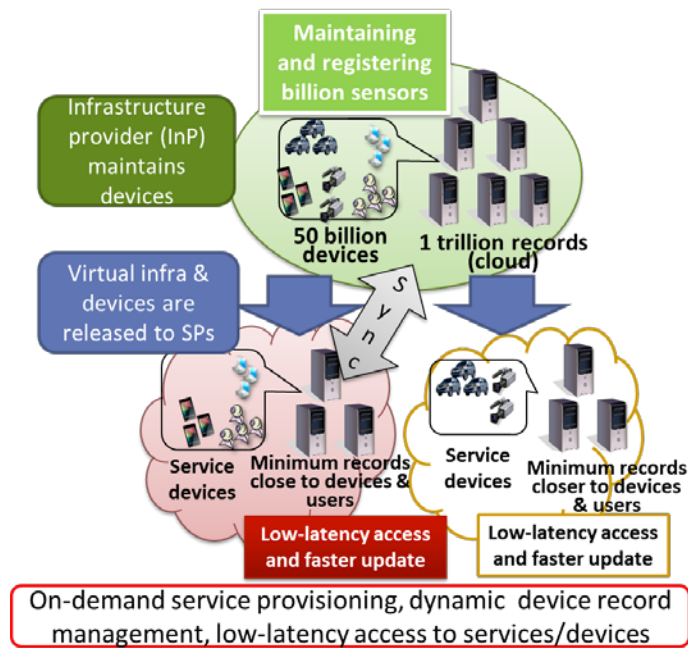 Maintaining
and registering
billion sensors
Infrastructure
provider (InP)
maintains
devices
50 billion
devices
1 trillion records
(cloud)
Virtual infra &
devices are
released to SPs
Sync
Service
devices
Minimum records
close to devices &
users
Service
devices
Minimum records
closer to devices
& users
Low-latency access
and faster update
Low-latency access
and faster update
On-demand service provisioning, dynamic device record
management, low-latency access to services/devices